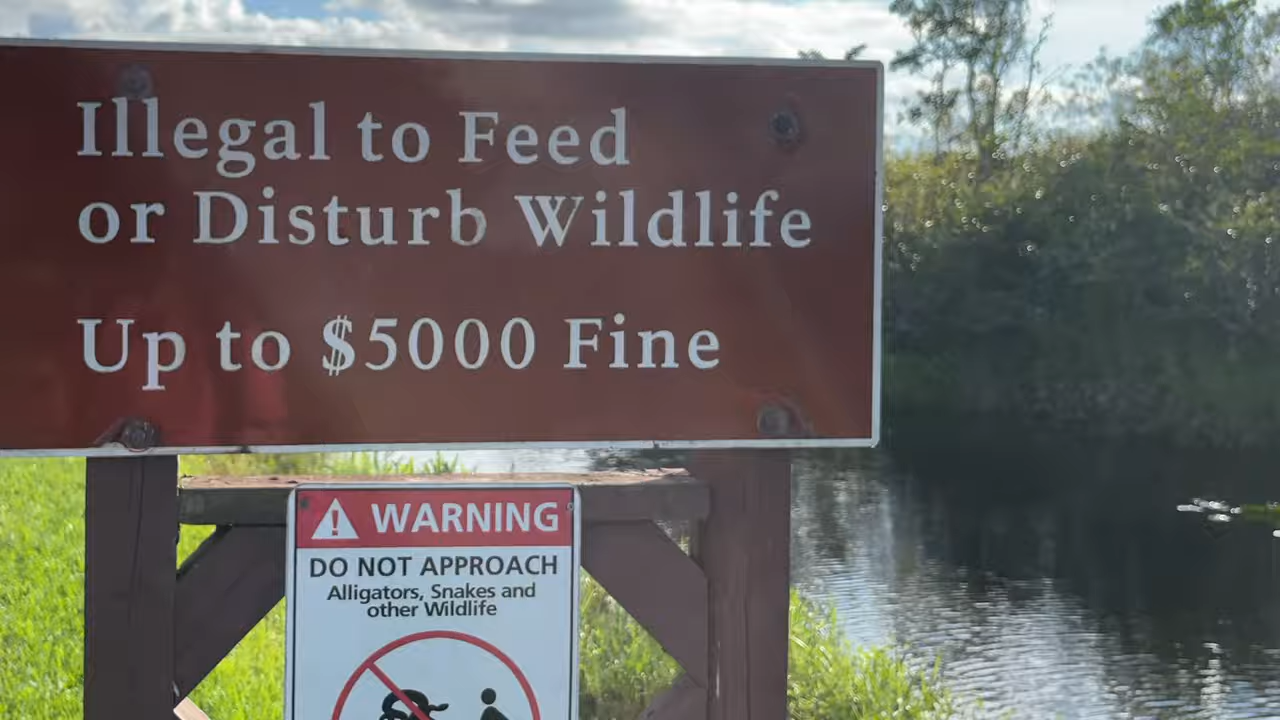 Illegal to Feed
or Disturb Wildlife
Up to $5000 Fine
WARNING
DO NOT APPROACH
Alligators, Snakes and
other Wildlife